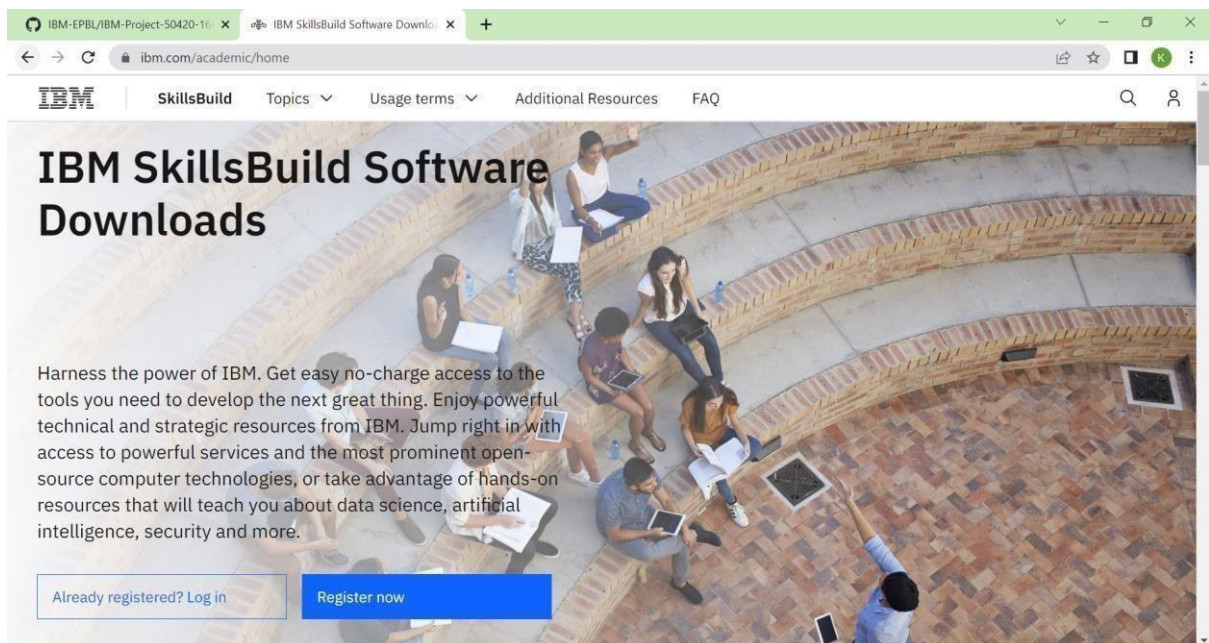 IBM-EPBL/IBM-Project-50420-16
IBM SkillsBuild Software Downlo
ibm.com/academic/home
K
IBM
SkillsBuild Topics Usage terms Additional Resources FAQ
IBM SkillsBuild Software
Downloads
Harness the power of IBM. Get easy no-charge access to the
tools you need to develop the next great thing. Enjoy powerful
technical and strategic resources from IBM. Jump right in with
access to powerful services and the most prominent open-
source computer technologies, or take advantage of hands-on
resources that will teach you about data science, artificial
intelligence, security and more.
Already registered? Log in
Register now